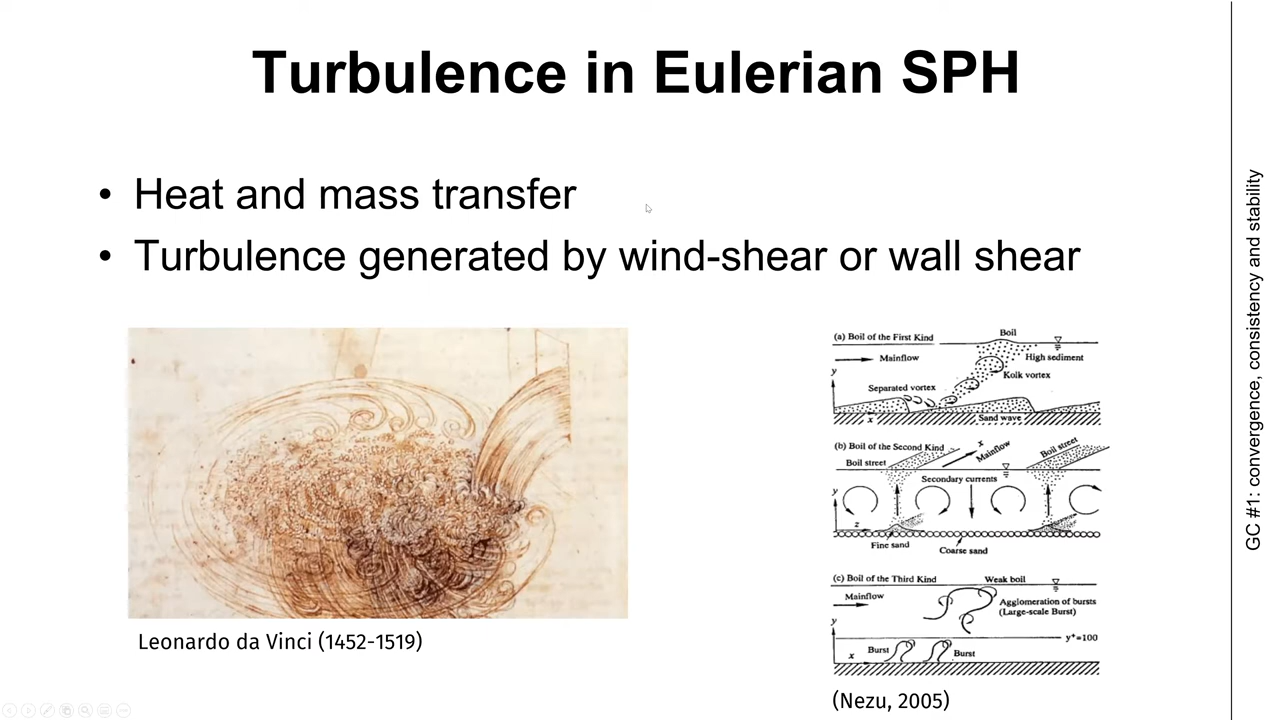 Turbulence in Eulerian SPH
• Heat and mass transfer
• Turbulence generated by wind-shear or wall shear
Leonardo da Vinci (1452-1519)
(a) Boil of the First Kind
Boil
Mainflow
High sediment
Kolk vortex
Separated vortex
y
x
Sand wave
(b) Boil of the Second Kind
x
Mainflow
Boil street
Boil street
Secondary currents
y
z
Fine sand
Coarse sand
(c) Boil of the Third Kind
Weak boil
Mainflow
Agglomeration of bursts
(Large-scale Burst)
y
y+=100
x
Burst
Burst
(Nezu, 2005)
GC #1: convergence, consistency and stability